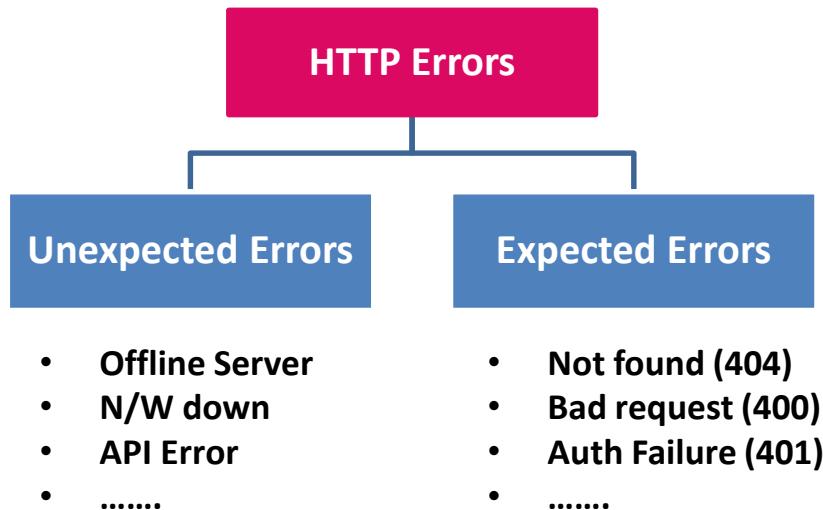 HTTP Errors
Unexpected Errors
• Offline Server
• N/W down
• API Error
• .......
Expected Errors
• Not found (404)
• Bad request (400)
• Auth Failure (401)
• .......